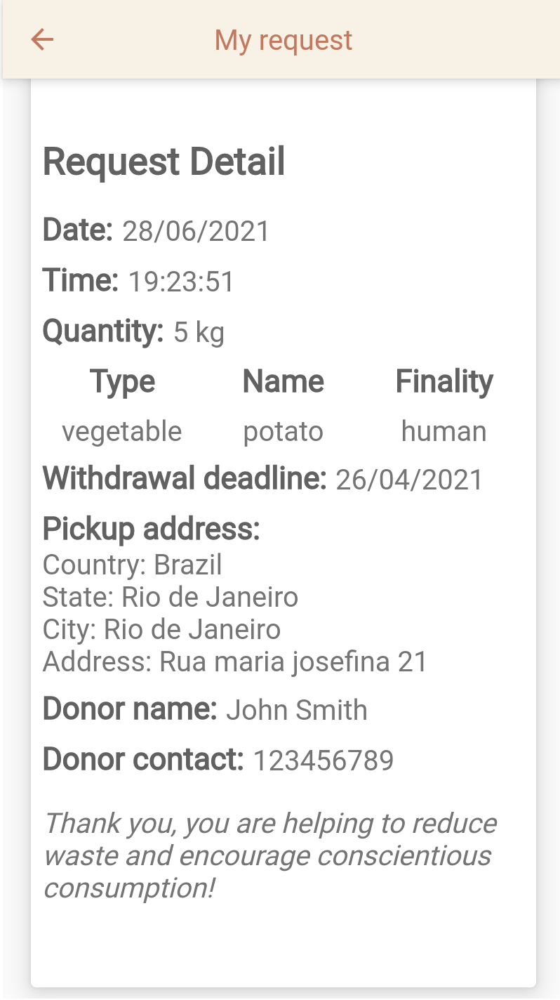 My request
Request Detail
Date: 28/06/2021
Time: 19:23:51
Quantity: 5 kg
Type Name Finality
vegetable potato human
Withdrawal deadline: 26/04/2021
Pickup address:
Country: Brazil
State: Rio de Janeiro
City: Rio de Janeiro
Address: Rua maria josefina 21
Donor name: John Smith
Donor contact: 123456789
Thank you, you are helping to reduce
waste and encourage conscientious
consumption!